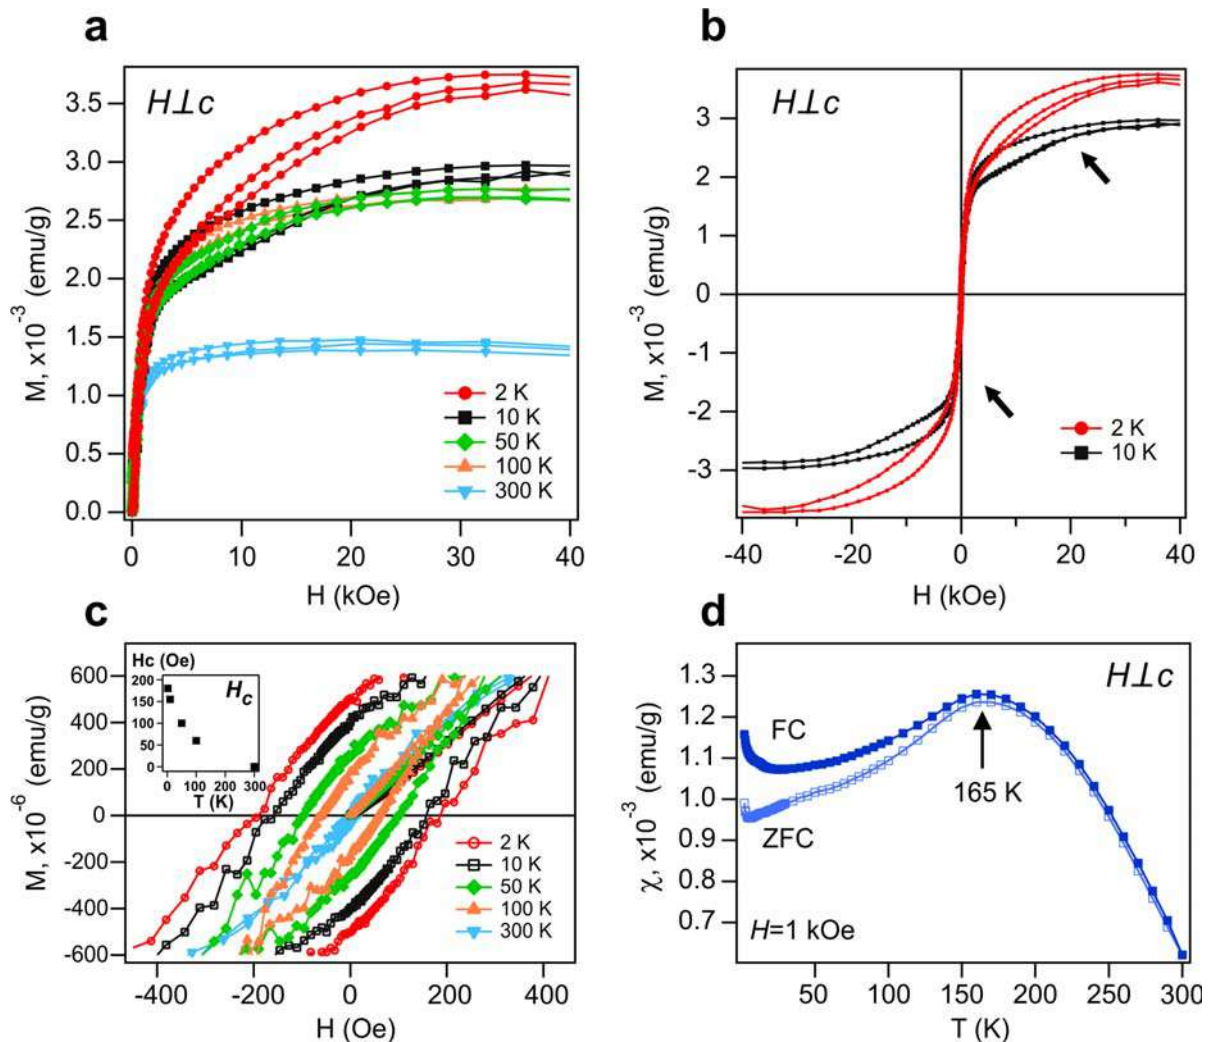 a
H⊥c
M, x10⁻³ (emu/g)
3.5
3.0
2.5
2.0
1.5
1.0
0.5
0.0
0
10
20
30
40
H (kOe)
2 K
10 K
50 K
100 K
300 K
b
H⊥c
M, x10⁻³ (emu/g)
3
2
1
0
-1
-2
-3
-40
-20
0
20
40
H (kOe)
2 K
10 K
c
M, x10⁻⁶ (emu/g)
600
400
200
0
-200
-400
-600
-400
-200
0
200
400
H (Oe)
Hc (Oe)
200
150
100
50
0
Hc
0
100
200
300
T (K)
2 K
10 K
50 K
100 K
300 K
d
H⊥c
χ, x10⁻³ (emu/g)
1.3
1.2
1.1
1.0
0.9
0.8
0.7
FC
ZFC
165 K
H=1 kOe
50
100
150
200
250
300
T (K)